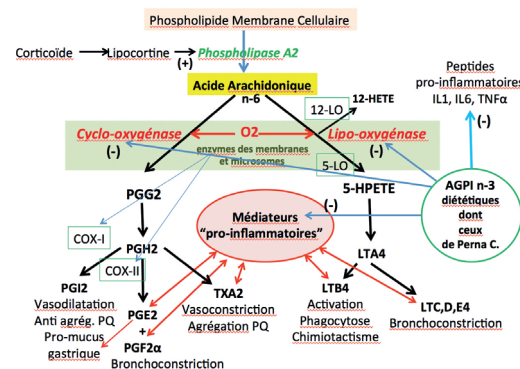 Phospholipide Membrane Cellulaire
Corticoïde
Lipocortine
(+)
Phospholipase A2
Acide Arachidonique
n-6
Peptides
pro-inflammatoires
IL1, IL6, TNFα
(-)
12-LO
12-HETE
Cyclo-oxygénase
O2
Lipo-oxygénase
(-)
enzymes des membranes
et microsomes
(-)
5-LO
PGG2
5-HPETE
AGPI n-3
diététiques
dont
ceux
de Perna C.
(-)
Médiateurs
“pro-inflammatoires”
COX-I
PGH2
COX-II
LTA4
PGI2
Vasodilatation
Anti agrég. PQ
Pro-mucus
gastrique
PGE2
+
PGF2α
Bronchoconstriction
TXA2
Vasoconstriction
Agrégation PQ
LTB4
Activation
Phagocytose
Chimiotactisme
LTC,D,E4
Bronchoconstriction